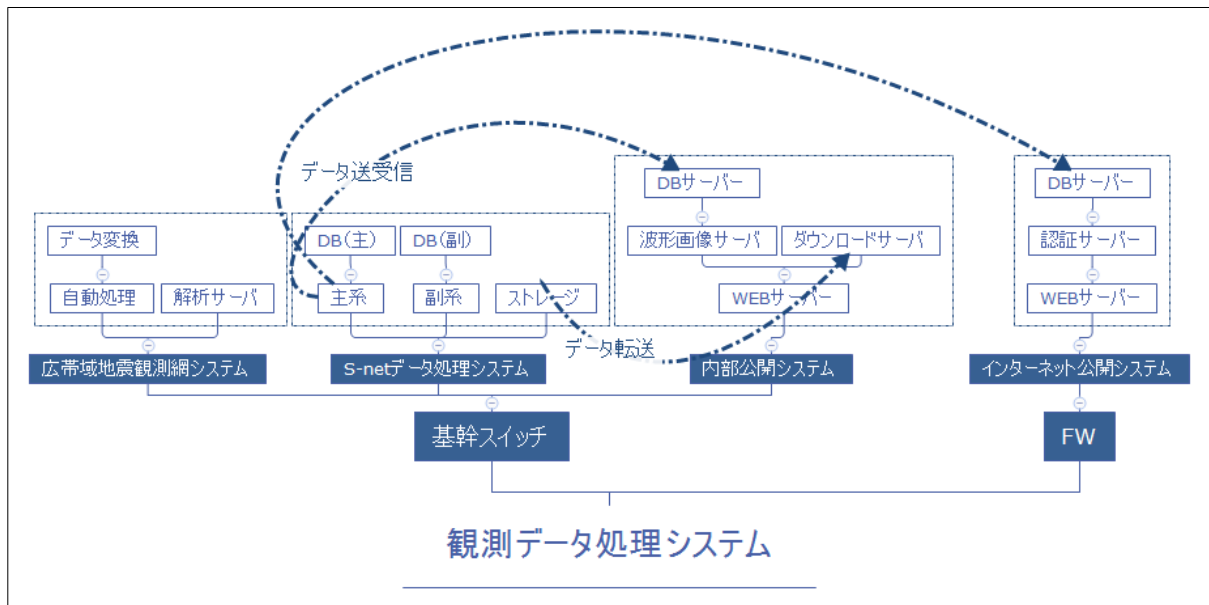 データ送受信
DBサーバー
DBサーバー
データ変換
DB(主)
DB(副)
波形画像サーバ
ダウンロードサーバ
認証サーバー
自動処理
解析サーバ
主系
副系
ストレージ
WEBサーバー
WEBサーバー
データ転送
広帯域地震観測網システム
S-netデータ処理システム
内部公開システム
インターネット公開システム
基幹スイッチ
FW
観測データ処理システム